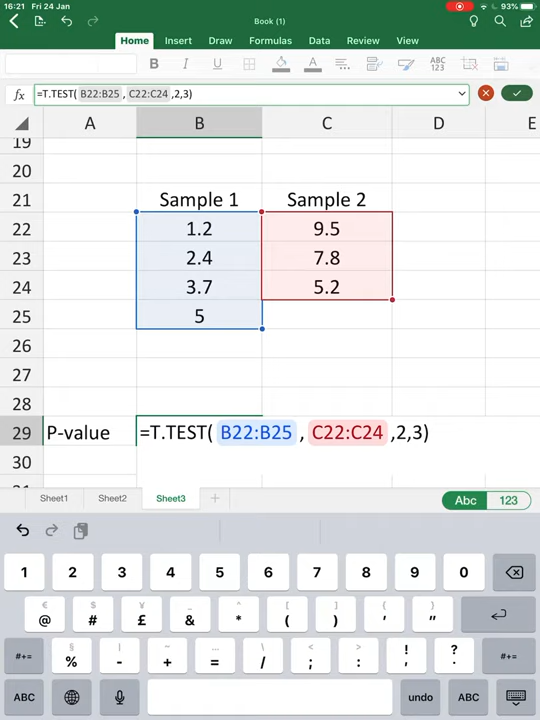 16:21 Fri 24 Jan 93%
Book (1)
Home Insert Draw Formulas Data Review View
B I U A ABC 123
fx =T.TEST( B22:B25 , C22:C24 ,2,3)
A B C D E
19
20
21 Sample 1 Sample 2
22 1.2 9.5
23 2.4 7.8
24 3.7 5.2
25 5
26
27
28
29 P-value =T.TEST( B22:B25 , C22:C24 ,2,3)
30
Sheet1 Sheet2 Sheet3 + Abc 123
1 2 3 4 5 6 7 8 9 0
€ $ ¥ _ ^ [ ] { }
@ # £ & * ( ) ' "
§ | ~ … \ < > ! ?
#+= % - + = / ; : , . #+=
ABC undo ABC